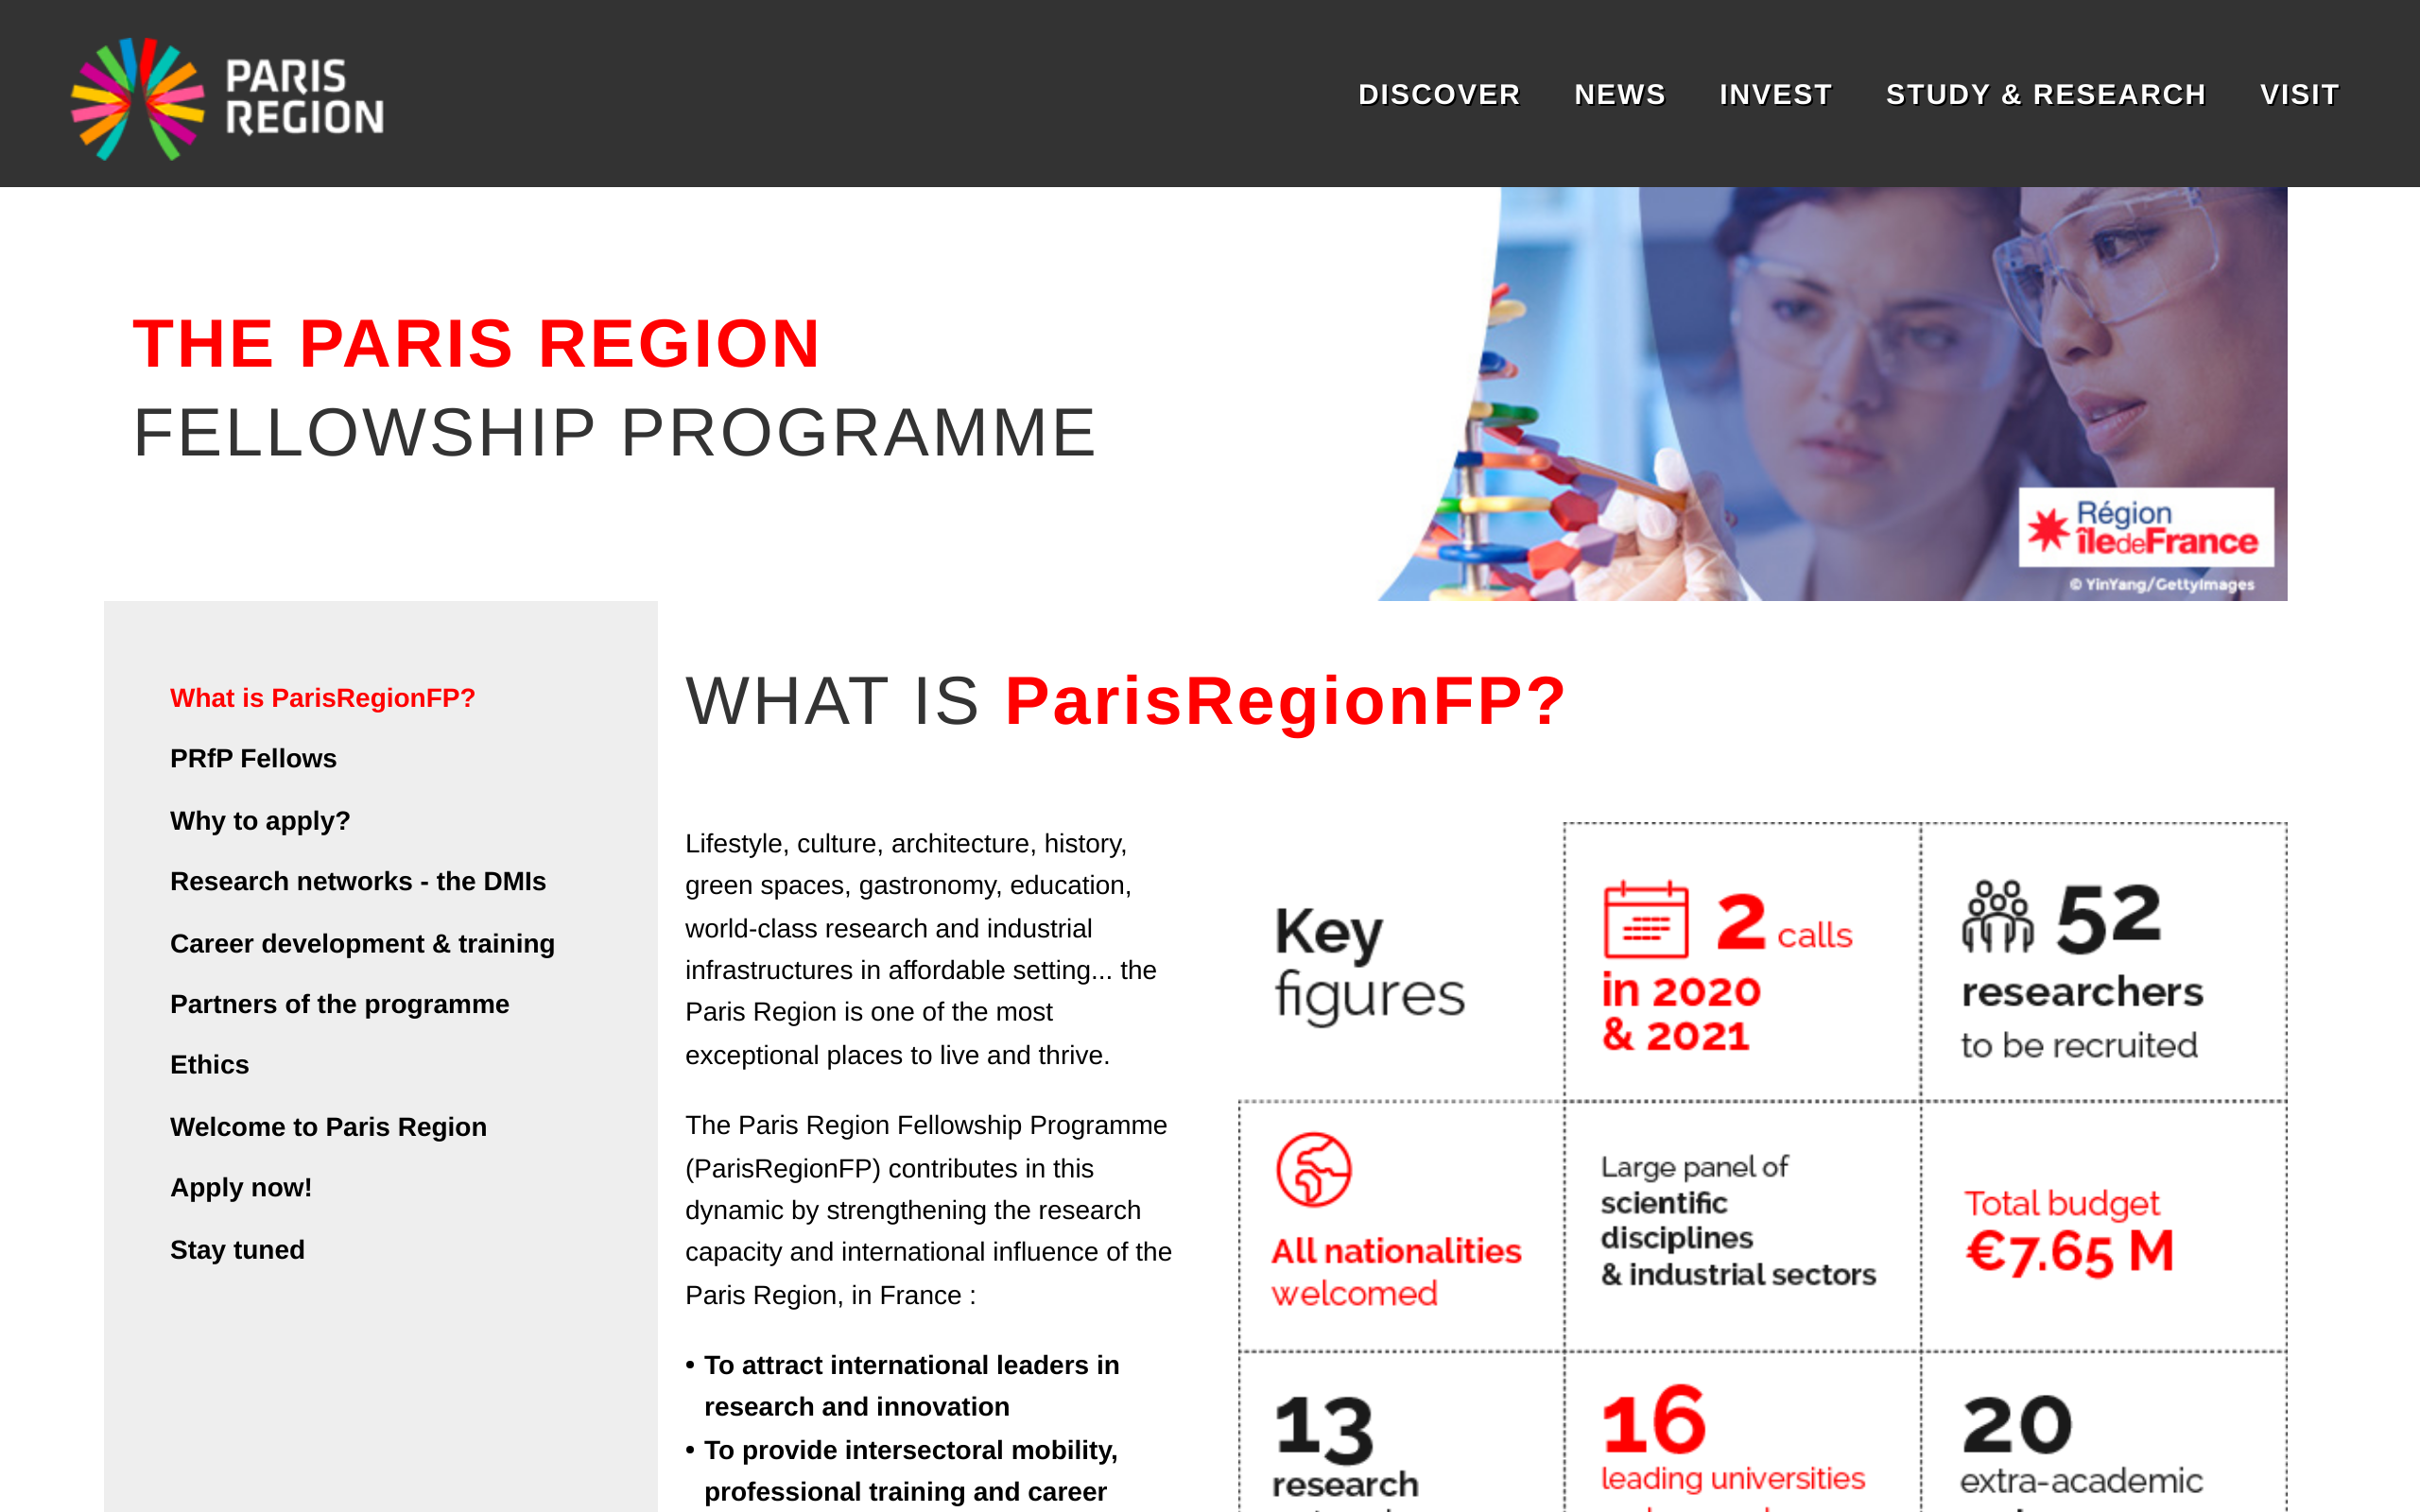 PARIS
REGION
DISCOVER NEWS INVEST STUDY & RESEARCH VISIT
THE PARIS REGION
FELLOWSHIP PROGRAMME
Région
îledeFrance
© YinYang/GettyImages
What is ParisRegionFP?
PRfP Fellows
Why to apply?
Research networks - the DMIs
Career development & training
Partners of the programme
Ethics
Welcome to Paris Region
Apply now!
Stay tuned
WHAT IS ParisRegionFP?
Lifestyle, culture, architecture, history,
green spaces, gastronomy, education,
world-class research and industrial
infrastructures in affordable setting... the
Paris Region is one of the most
exceptional places to live and thrive.
The Paris Region Fellowship Programme
(ParisRegionFP) contributes in this
dynamic by strengthening the research
capacity and international influence of the
Paris Region, in France :
• To attract international leaders in
research and innovation
• To provide intersectoral mobility,
professional training and career
Key
figures
2 calls
in 2020
& 2021
52
researchers
to be recruited
All nationalities
welcomed
Large panel of
scientific
disciplines
& industrial sectors
Total budget
€7.65 M
13
research
16
leading universities
20
extra-academic